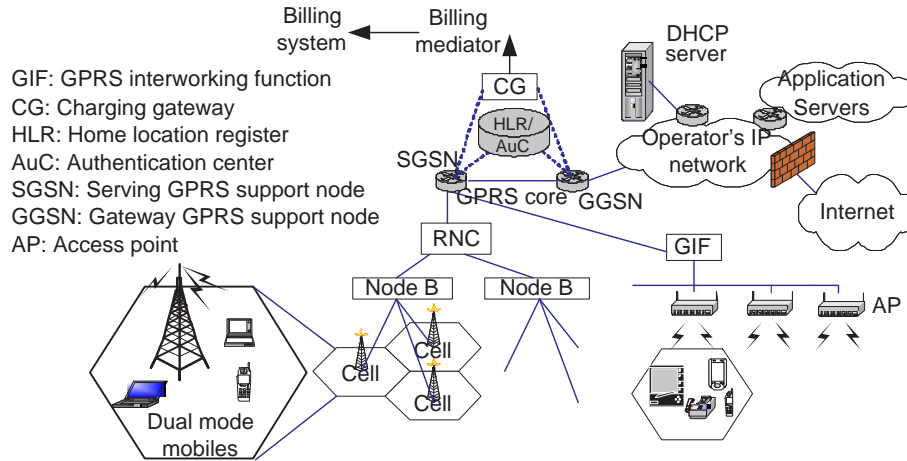 Billing
system
Billing
mediator
DHCP
server
GIF: GPRS interworking function
CG: Charging gateway
HLR: Home location register
AuC: Authentication center
SGSN: Serving GPRS support node
GGSN: Gateway GPRS support node
AP: Access point
CG
HLR/
AuC
Application
Servers
Operator's IP
network
SGSN
GPRS core
GGSN
Internet
RNC
GIF
Node B
Node B
AP
Cell
Cell
Cell
Dual mode
mobiles